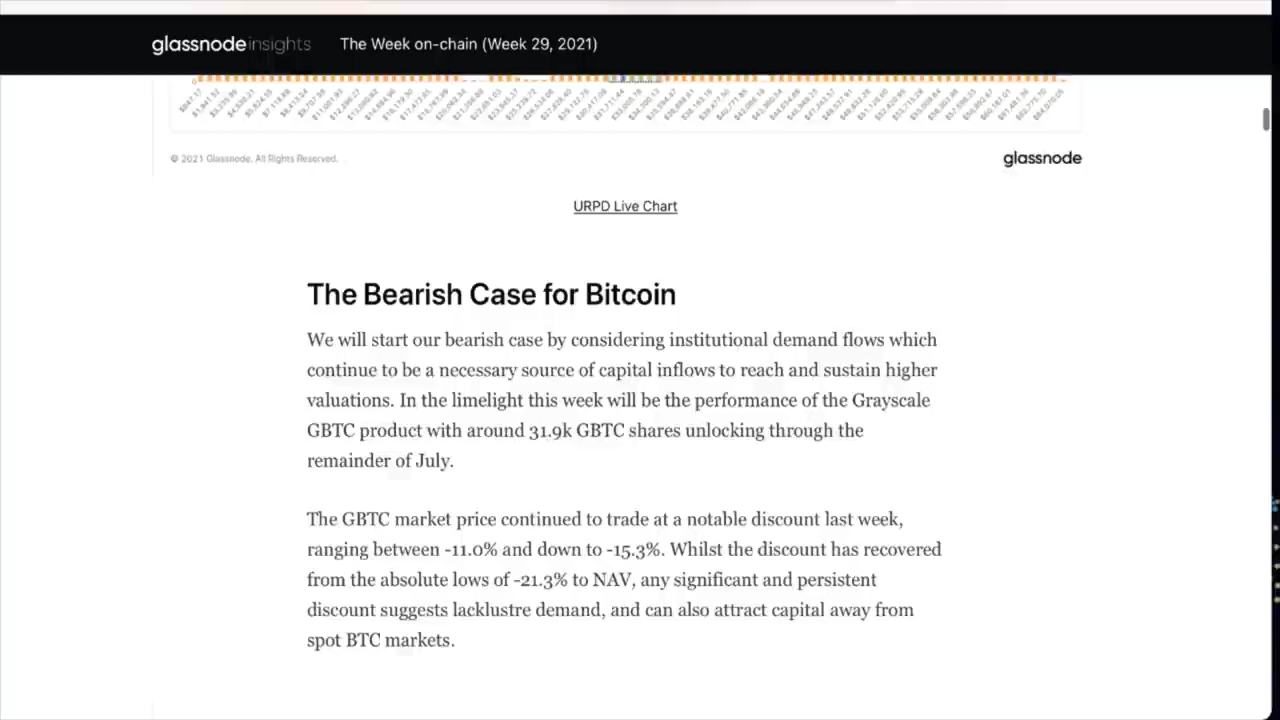 glassnode insights The Week on-chain (Week 29, 2021)
© 2021 Glassnode. All Rights Reserved. glassnode
URPD Live Chart
The Bearish Case for Bitcoin
We will start our bearish case by considering institutional demand flows which
continue to be a necessary source of capital inflows to reach and sustain higher
valuations. In the limelight this week will be the performance of the Grayscale
GBTC product with around 31.9k GBTC shares unlocking through the
remainder of July.
The GBTC market price continued to trade at a notable discount last week,
ranging between -11.0% and down to -15.3%. Whilst the discount has recovered
from the absolute lows of -21.3% to NAV, any significant and persistent
discount suggests lacklustre demand, and can also attract capital away from
spot BTC markets.